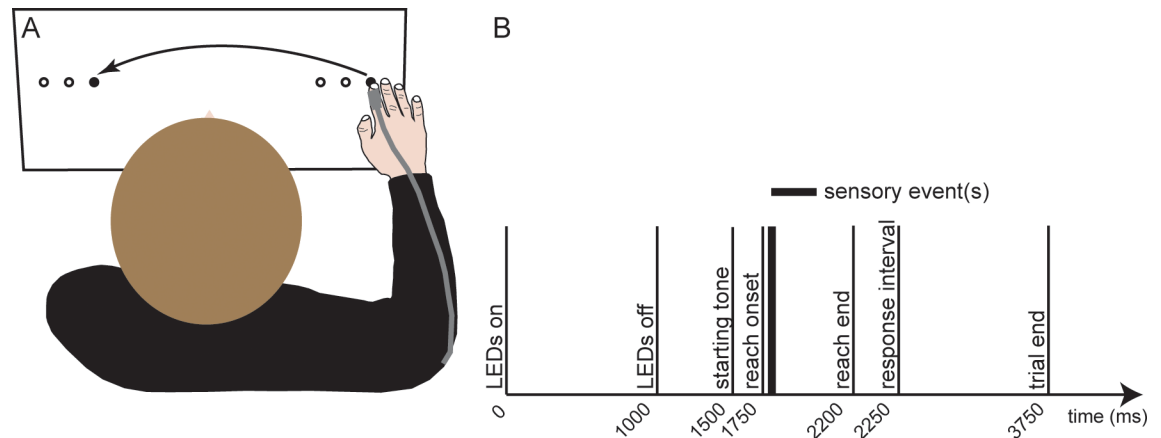 A
B
sensory event(s)
LEDs on
LEDs off
starting tone
reach onset
reach end
response interval
trial end
0
1000
1500
1750
2200
2250
3750
time (ms)